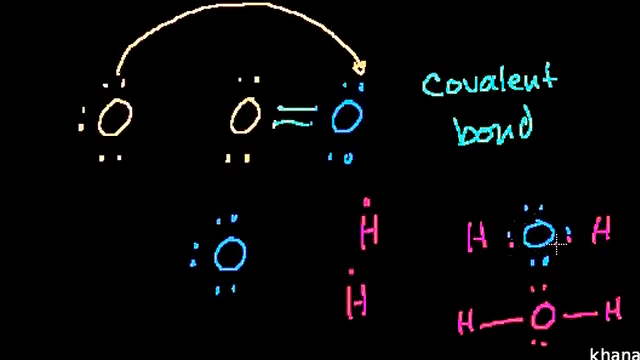 covalent
O O = O bond
O H H O H
H H - O - H
khana